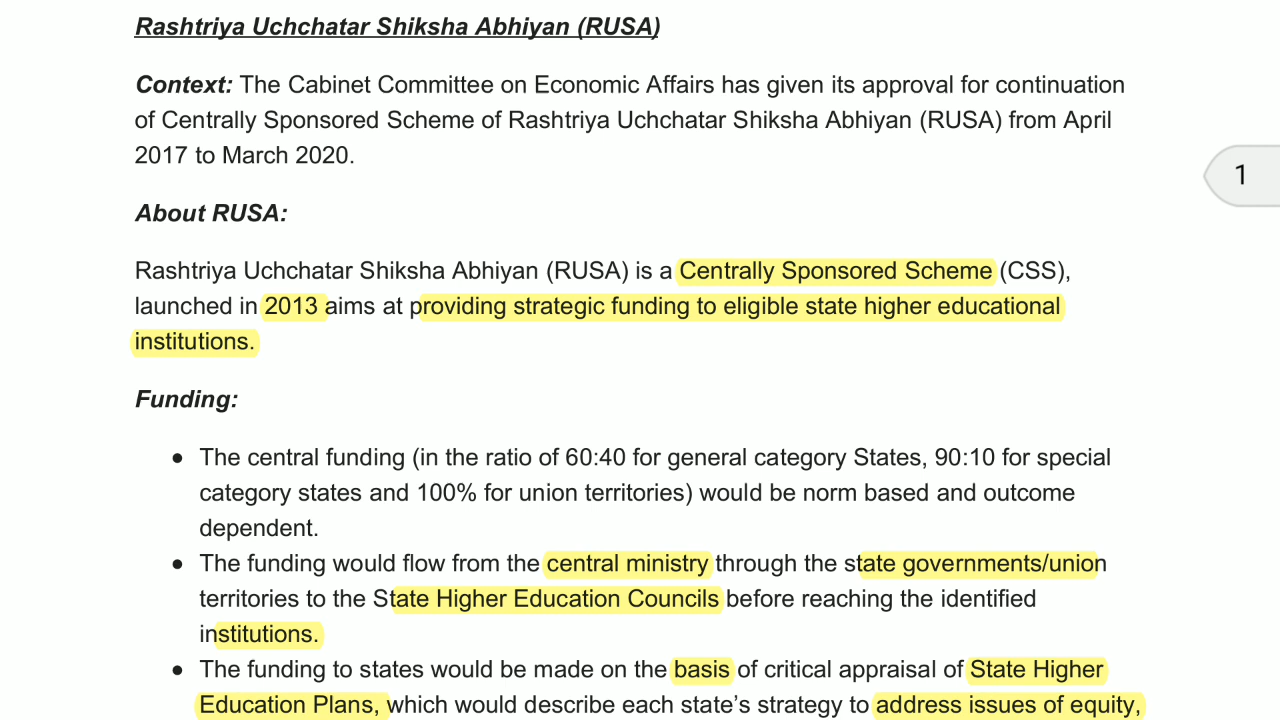 Rashtriya Uchchatar Shiksha Abhiyan (RUSA)
Context: The Cabinet Committee on Economic Affairs has given its approval for continuation
of Centrally Sponsored Scheme of Rashtriya Uchchatar Shiksha Abhiyan (RUSA) from April
2017 to March 2020.
1
About RUSA:
Rashtriya Uchchatar Shiksha Abhiyan (RUSA) is a Centrally Sponsored Scheme (CSS),
launched in 2013 aims at providing strategic funding to eligible state higher educational
institutions.
Funding:
● The central funding (in the ratio of 60:40 for general category States, 90:10 for special
category states and 100% for union territories) would be norm based and outcome
dependent.
● The funding would flow from the central ministry through the state governments/union
territories to the State Higher Education Councils before reaching the identified
institutions.
● The funding to states would be made on the basis of critical appraisal of State Higher
Education Plans, which would describe each state’s strategy to address issues of equity,